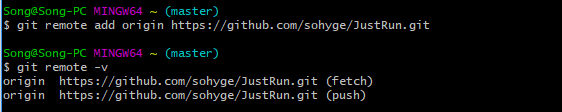 Song@Song-PC MINGW64 ~ (master)
$ git remote add origin https://github.com/sohyge/JustRun.git
Song@Song-PC MINGW64 ~ (master)
$ git remote -v
origin  https://github.com/sohyge/JustRun.git (fetch)
origin  https://github.com/sohyge/JustRun.git (push)